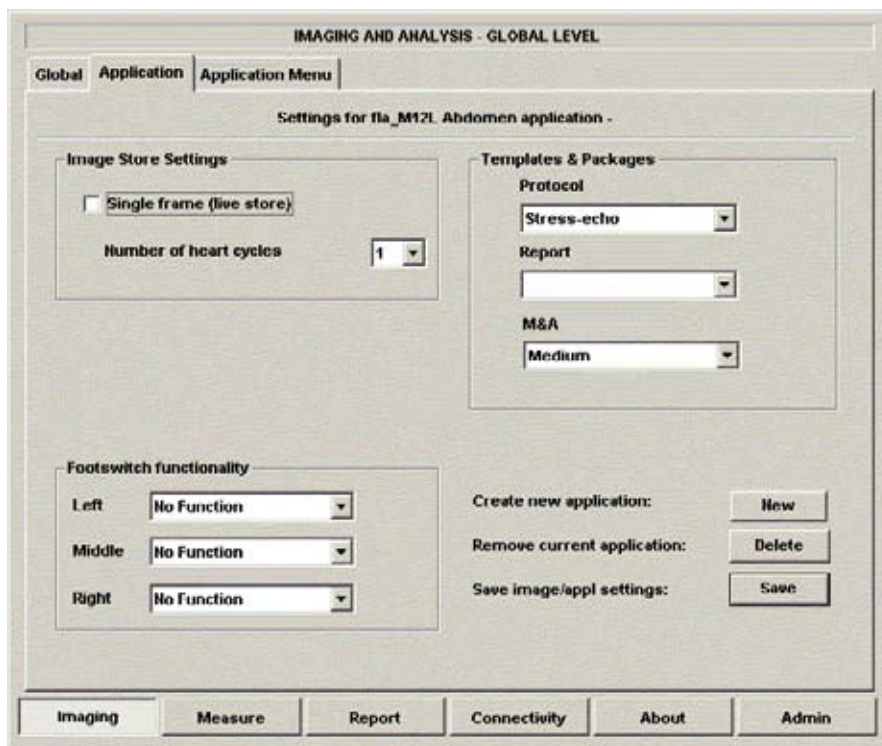 IMAGING AND ANALYSIS - GLOBAL LEVEL
Global Application Application Menu
Settings for fla_M12L Abdomen application -
Image Store Settings
Single frame (live store)
Number of heart cycles 1
Templates & Packages
Protocol
Stress-echo
Report
M&A
Medium
Footswitch functionality
Left No Function
Middle No Function
Right No Function
Create new application: New
Remove current application: Delete
Save image/appl settings: Save
Imaging Measure Report Connectivity About Admin